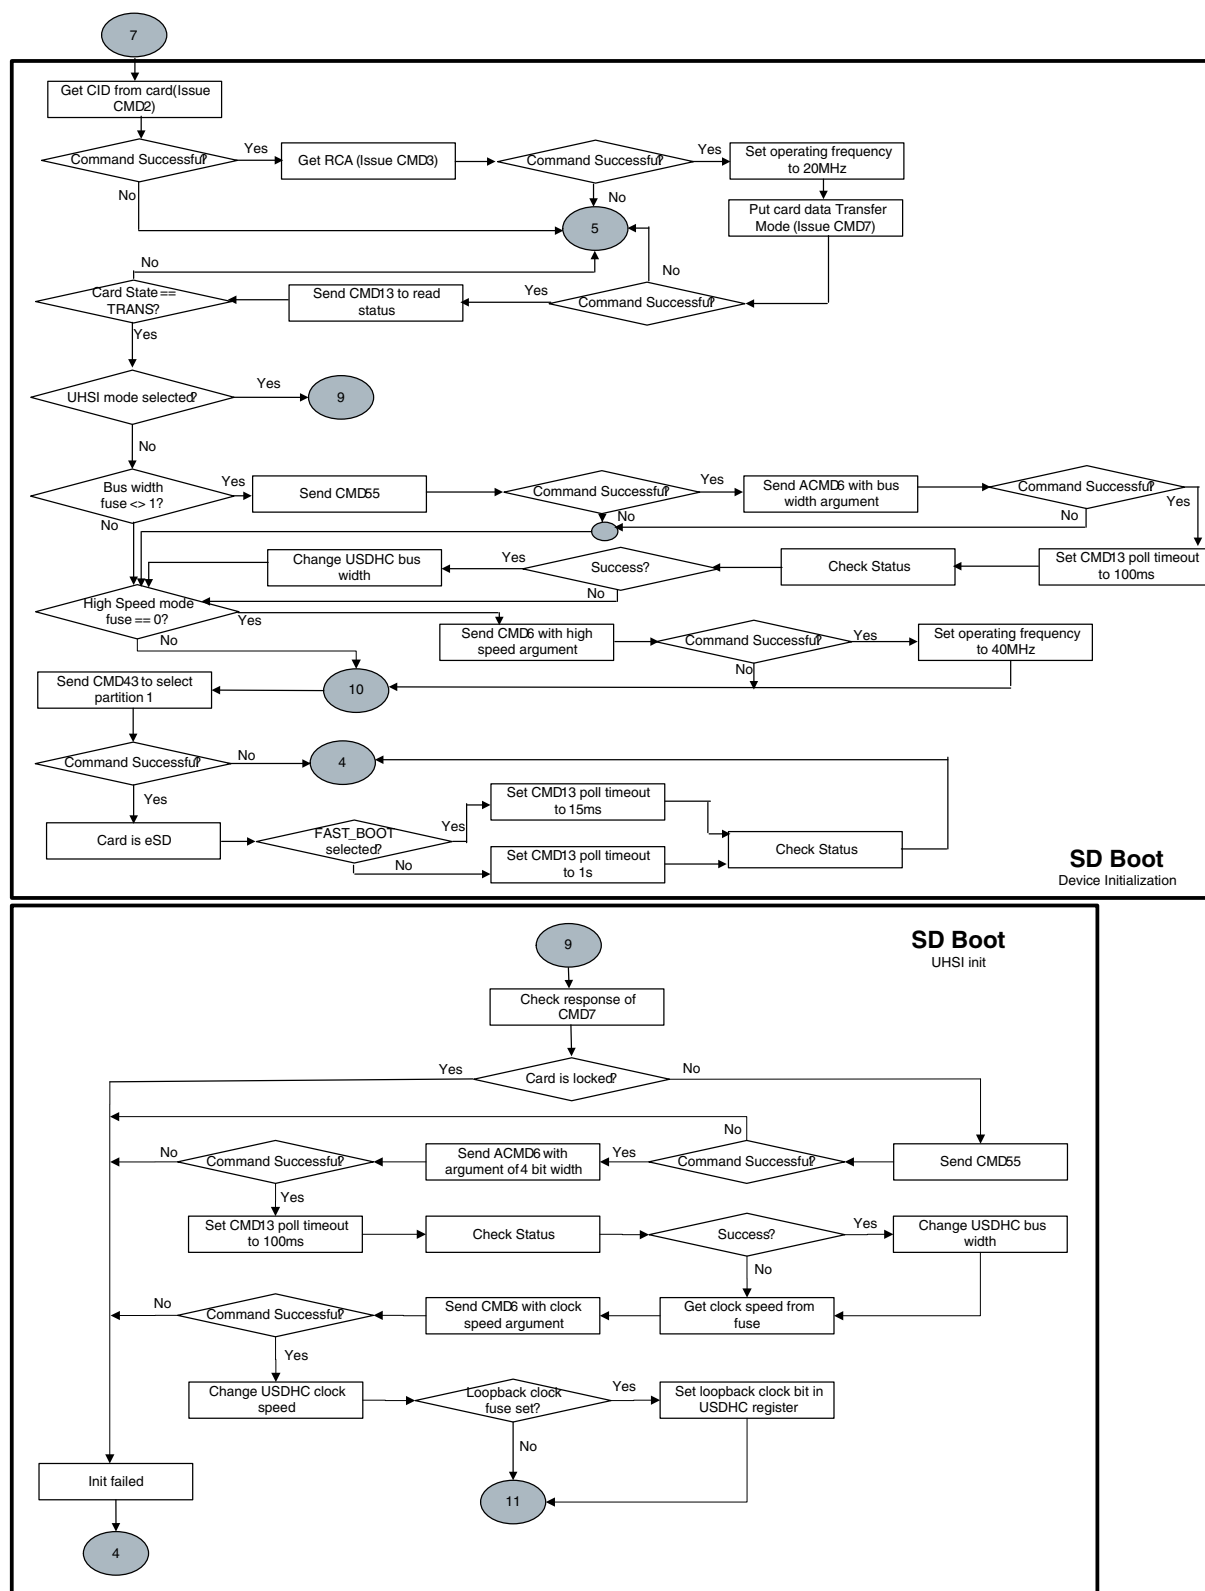 7
Get CID from card(Issue
CMD2)
Command Successful?
Yes
Get RCA (Issue CMD3)
Command Successful?
Yes
Set operating frequency
to 20MHz
No
No
5
Put card data Transfer
Mode (Issue CMD7)
No
No
Card State ==
TRANS?
Send CMD13 to read
status
Yes
Command Successful?
Yes
UHSI mode selected?
Yes
9
No
Bus width
fuse <> 1?
Yes
Send CMD55
Command Successful?
Yes
Send ACMD6 with bus
width argument
Command Successful?
Yes
No
No
No
Change USDHC bus
width
Yes
Success?
Check Status
Set CMD13 poll timeout
to 100ms
No
High Speed mode
fuse == 0?
Yes
Send CMD6 with high
speed argument
Command Successful?
Yes
Set operating frequency
to 40MHz
No
No
Send CMD43 to select
partition 1
10
Command Successful?
No
4
Yes
Set CMD13 poll timeout
to 15ms
Card is eSD
FAST_BOOT
selected?
Yes
No
Set CMD13 poll timeout
to 1s
Check Status
SD Boot
Device Initialization
9
SD Boot
UHSI init
Check response of
CMD7
Yes
Card is locked?
No
No
No
Command Successful?
Send ACMD6 with
argument of 4 bit width
Yes
Command Successful?
Send CMD55
Yes
Set CMD13 poll timeout
to 100ms
Check Status
Success?
Yes
Change USDHC bus
width
No
No
Command Successful?
Send CMD6 with clock
speed argument
Get clock speed from
fuse
Yes
Change USDHC clock
speed
Loopback clock
fuse set?
Yes
Set loopback clock bit in
USDHC register
No
Init failed
11
4